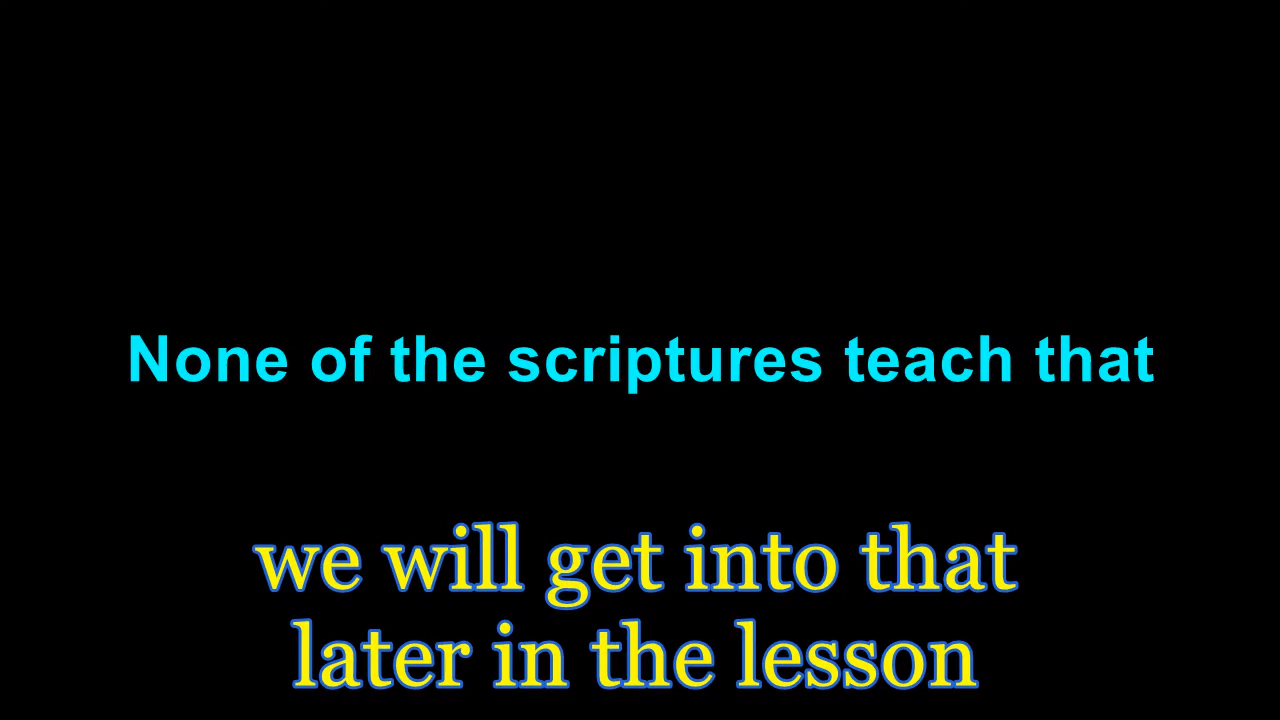 None of the scriptures teach that
we will get into that
later in the lesson